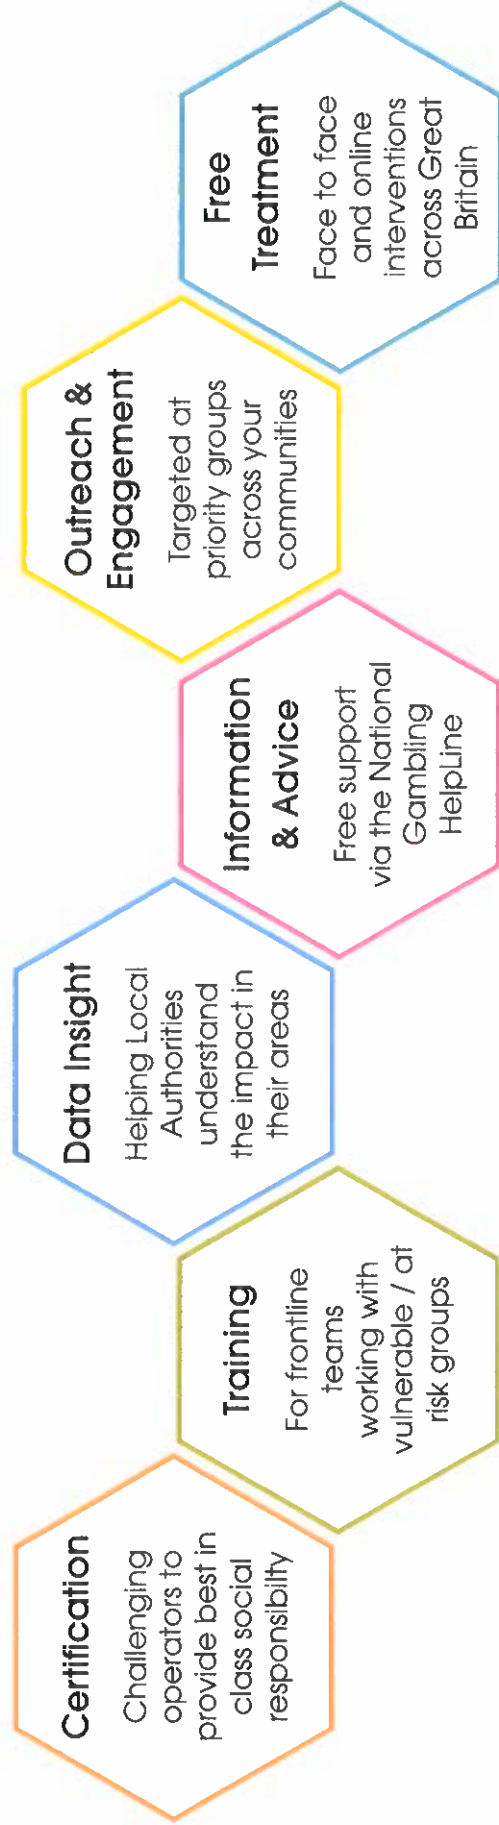 Certification
Challenging
operators to
provide best in
class social
responsibilty
Training
For frontline
teams
working with
vulnerable / at
risk groups
Data Insight
Helping Local
Authorities
understand
the impact in
their areas
Information
& Advice
Free support
via the National
Gambling
HelpLine
Outreach &
Engagement
Targeted at
priority groups
across your
communities
Free
Treatment
Face to face
and online
interventions
across Great
Britain